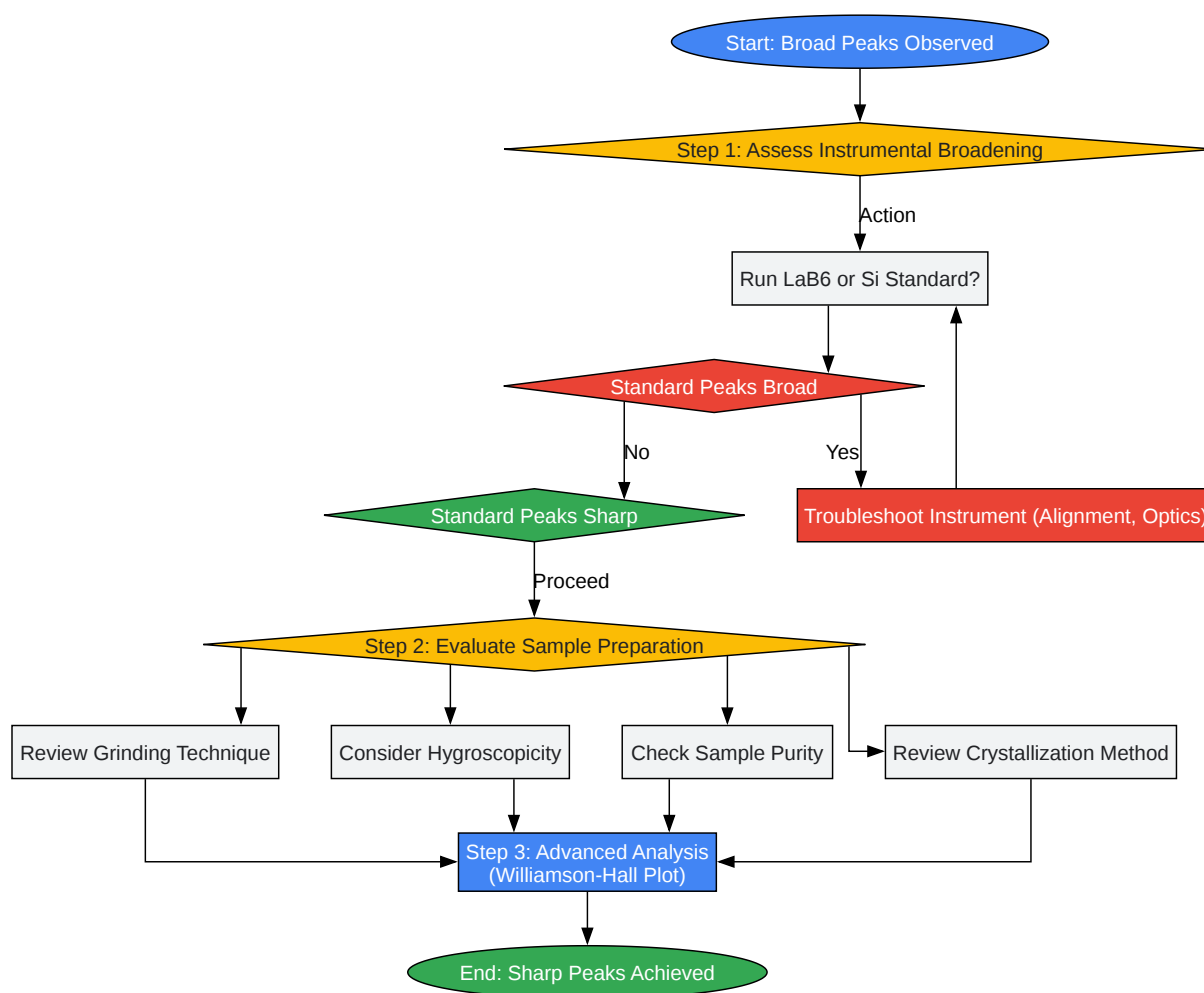 Start: Broad Peaks Observed
Step 1: Assess Instrumental Broadening
Action
Run LaB6 or Si Standard?
Standard Peaks Broad
No
Yes
Standard Peaks Sharp
Troubleshoot Instrument (Alignment, Optics)
Proceed
Step 2: Evaluate Sample Preparation
Review Grinding Technique
Consider Hygroscopicity
Check Sample Purity
Review Crystallization Method
Step 3: Advanced Analysis
(Williamson-Hall Plot)
End: Sharp Peaks Achieved